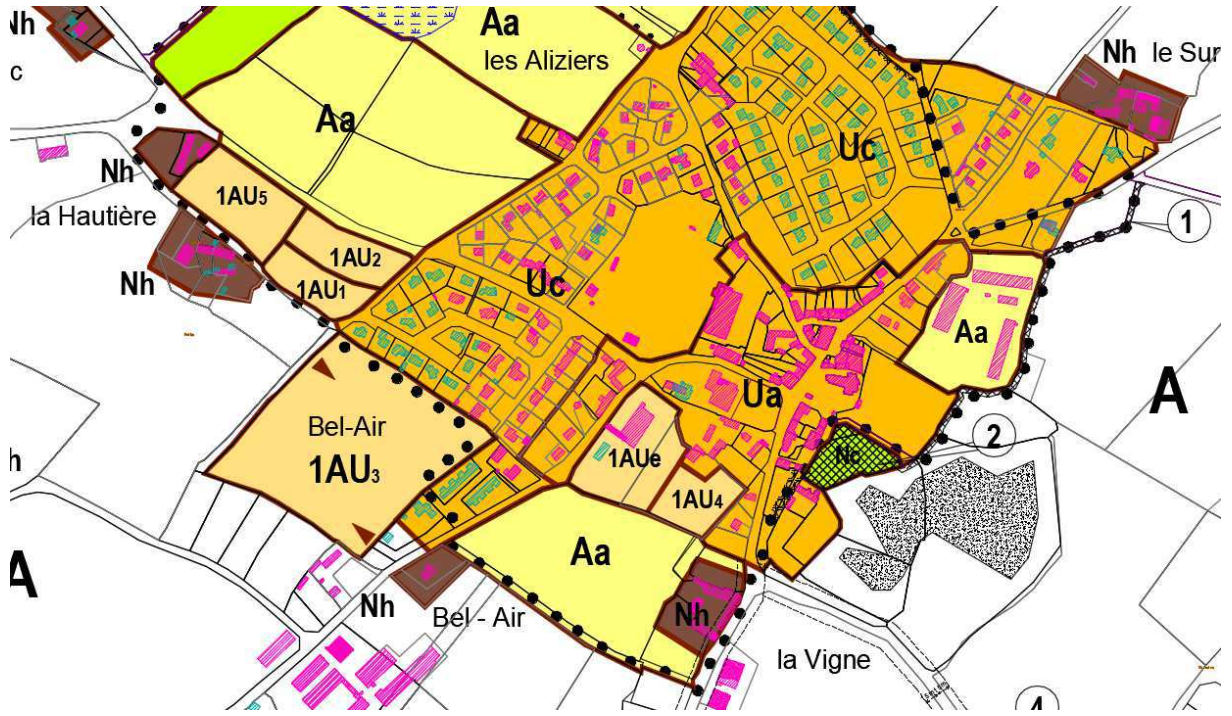 Nh
Aa
les Aliziers
Nh
le Sur
c
Aa
Uc
Nh
1AU5
la Hautière
1
1AU2
Nh
1AU1
Uc
Aa
A
Ua
Bel-Air
1AU3
2
1AUe
Nc
h
1AU4
Aa
A
Nh
Bel - Air
Nh
la Vigne
4